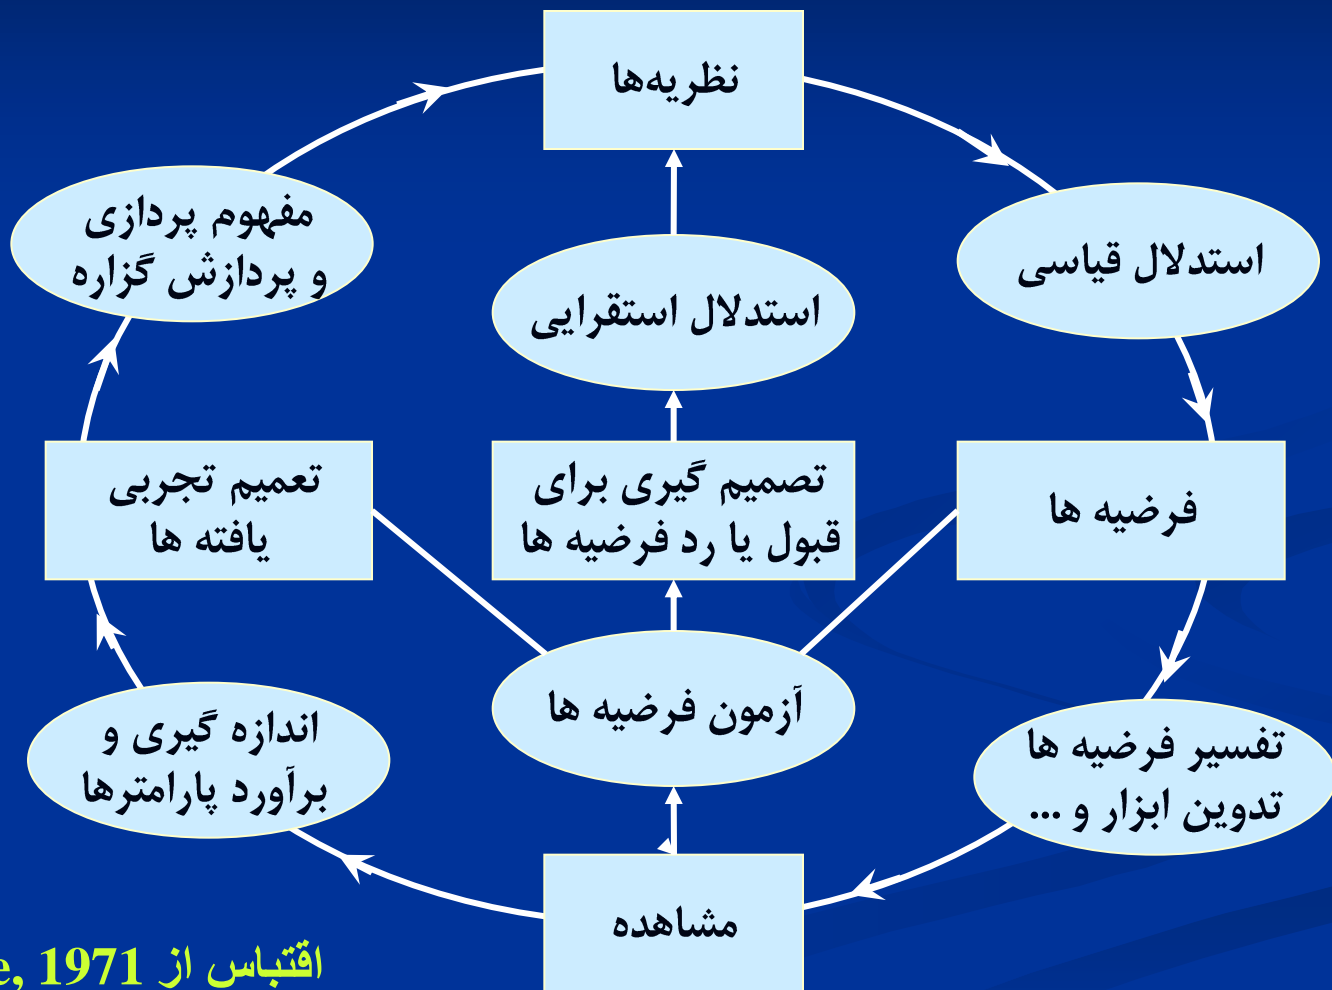 نظریه‌ها
مفهوم پردازی
و پردازش گزاره
استدلال قیاسی
استدلال استقرایی
تعمیم تجربی
یافته ها
تصمیم گیری برای
قبول یا رد فرضیه ها
فرضیه ها
اندازه گیری و
برآورد پارامترها
آزمون فرضیه ها
تفسیر فرضیه ها
تدوین ابزار و ...
مشاهده
اقتباس از e, 1971